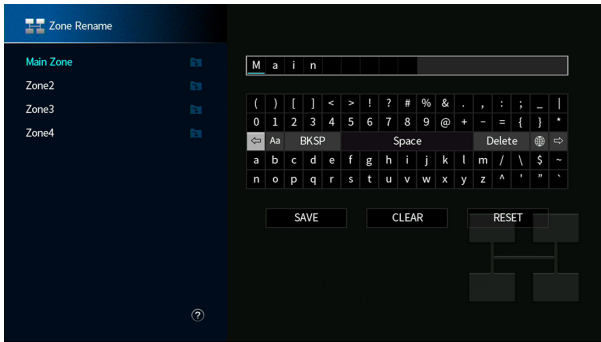 Zone Rename
Main Zone
Zone2
Zone3
Zone4
?
Main
( ) [ ] < > ! ? # % & . , : ; _ |
0 1 2 3 4 5 6 7 8 9 @ + - = { } *
⇦ Aa BKSP Space Delete ⇨
a b c d e f g h i j k l m / \ $ ~
n o p q r s t u v w x y z ^ ' " `
SAVE CLEAR RESET